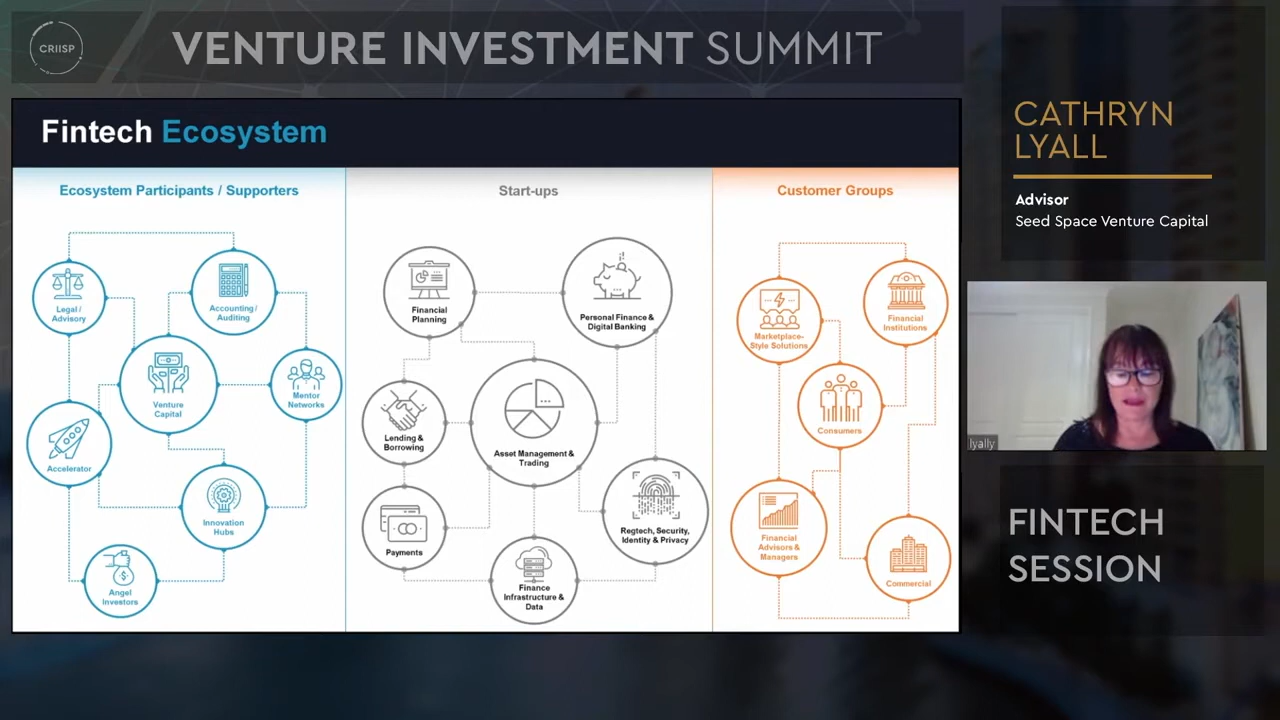 CRIISP
VENTURE INVESTMENT SUMMIT
Fintech Ecosystem
Ecosystem Participants / Supporters
Legal /
Advisory
Accounting /
Auditing
Venture
Capital
Mentor
Networks
Accelerator
Innovation
Hubs
Angel
Investors
Start-ups
Financial
Planning
Personal Finance &
Digital Banking
Lending &
Borrowing
Asset Management &
Trading
Payments
Regtech, Security,
Identity & Privacy
Finance
Infrastructure &
Data
Customer Groups
Marketplace-
Style Solutions
Financial
Institutions
Consumers
Financial
Advisors &
Managers
Commercial
CATHRYN
LYALL
Advisor
Seed Space Venture Capital
lyally
FINTECH
SESSION